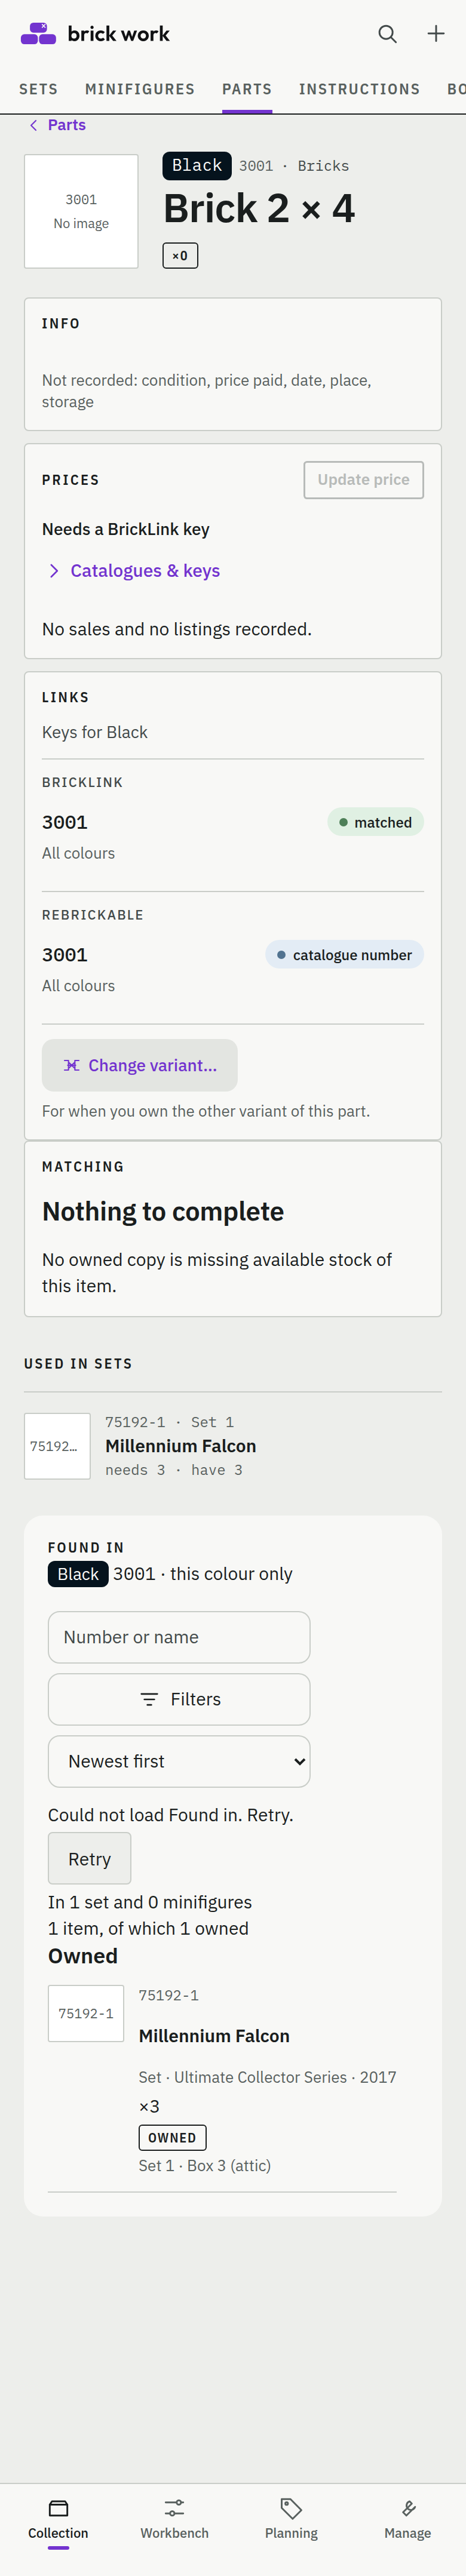 brick work
SETS MINIFIGURES PARTS INSTRUCTIONS BO
Parts
3001
No image
Black 3001 · Bricks
Brick 2 × 4
×0
INFO
Not recorded: condition, price paid, date, place,
storage
PRICES
Update price
Needs a BrickLink key
Catalogues & keys
No sales and no listings recorded.
LINKS
Keys for Black
BRICKLINK
3001
matched
All colours
REBRICKABLE
3001
catalogue number
All colours
Change variant…
For when you own the other variant of this part.
MATCHING
Nothing to complete
No owned copy is missing available stock of
this item.
USED IN SETS
75192…
75192-1 · Set 1
Millennium Falcon
needs 3 · have 3
FOUND IN
Black 3001 · this colour only
Number or name
Filters
Newest first
Could not load Found in. Retry.
Retry
In 1 set and 0 minifigures
1 item, of which 1 owned
Owned
75192-1
75192-1
Millennium Falcon
Set · Ultimate Collector Series · 2017
×3
OWNED
Set 1 · Box 3 (attic)
Collection Workbench Planning Manage